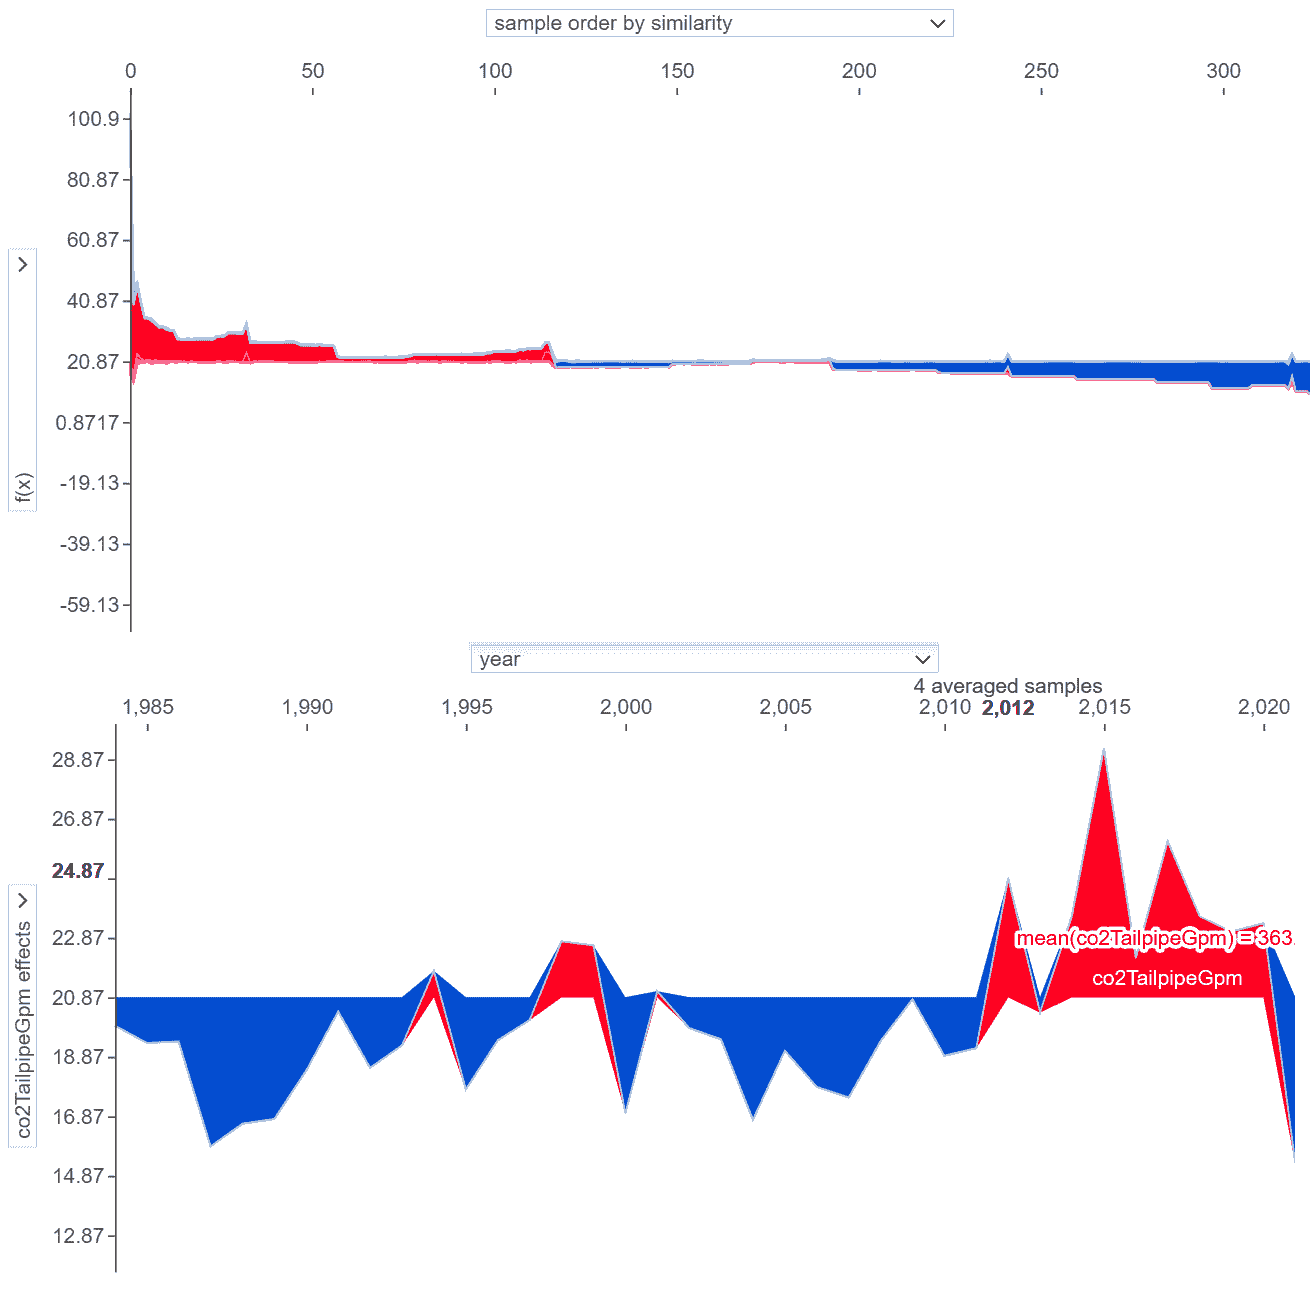 sample order by similarity
0 50 100 150 200 250 300
100.9
80.87
60.87
40.87
20.87
0.8717
-19.13
-39.13
-59.13
f(x)
year
4 averaged samples
1,985 1,990 1,995 2,000 2,005 2,010 2,012 2,015 2,020
28.87
26.87
24.87
22.87
20.87
18.87
16.87
14.87
12.87
co2TailpipeGpm effects
mean(co2TailpipeGpm) = 363.
co2TailpipeGpm